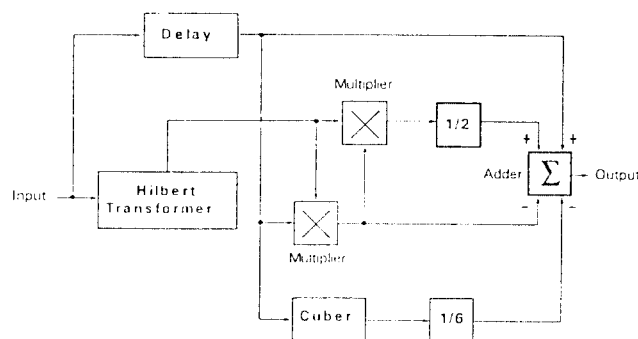 Delay
Multiplier
1/2
+ +
Input
Hilbert
Transformer
Adder
Σ
Output
- -
Multiplier
Cuber
1/6